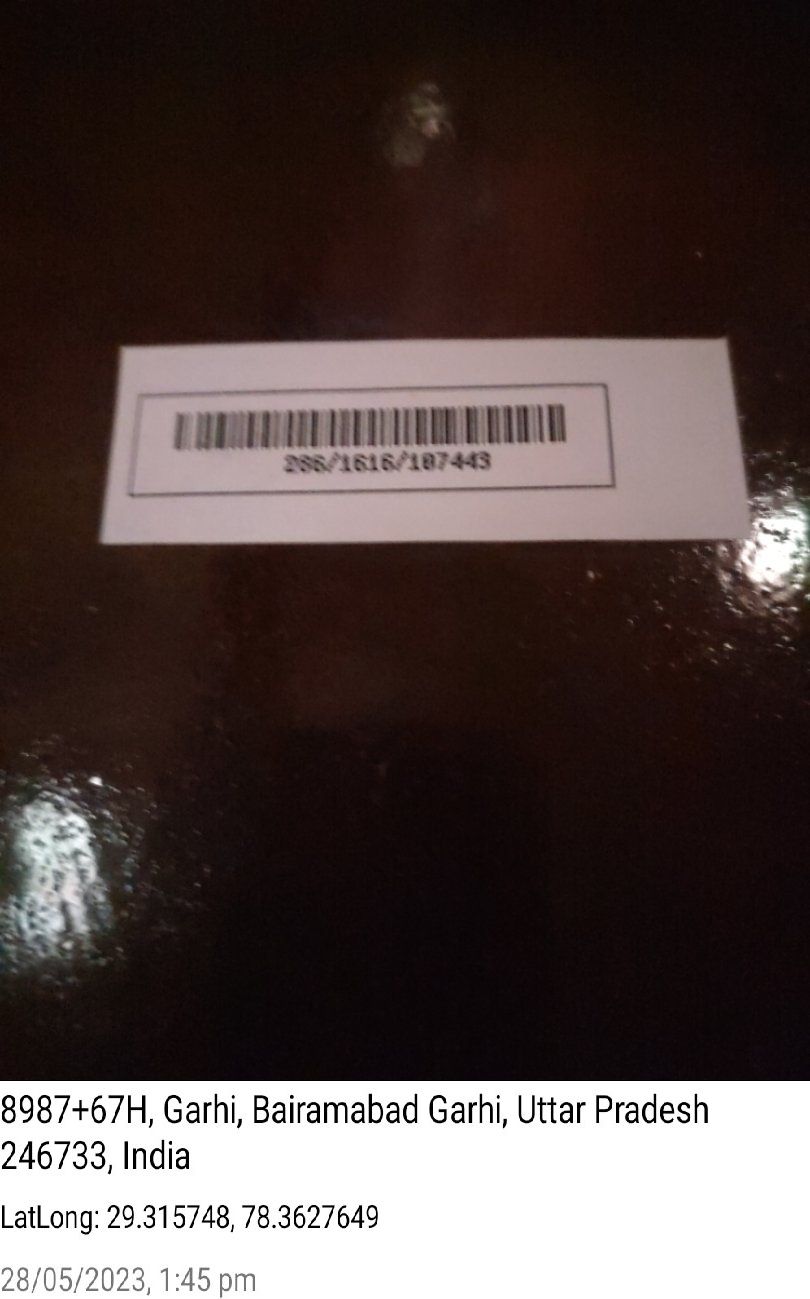 286/1616/107443
8987+67H, Garhi, Bairamabad Garhi, Uttar Pradesh
246733, India
LatLong: 29.315748, 78.3627649
28/05/2023, 1:45 pm